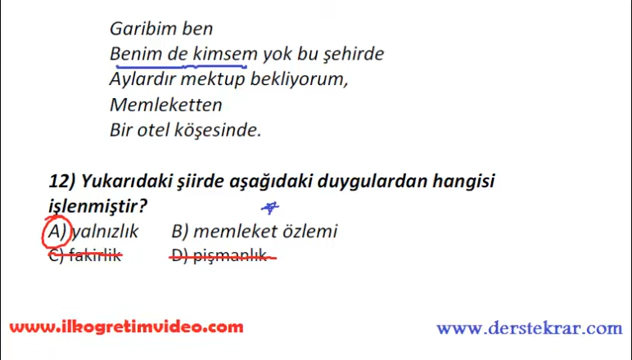 Garibim ben
Benim de kimsem yok bu şehirde
Aylardır mektup bekliyorum,
Memleketten
Bir otel köşesinde.
12) Yukarıdaki şiirde aşağıdaki duygulardan hangisi
işlenmiştir?
A) yalnızlık B) memleket özlemi
C) fakirlik D) pişmanlık
www.ilkogretimvideo.com www.derstekrar.com